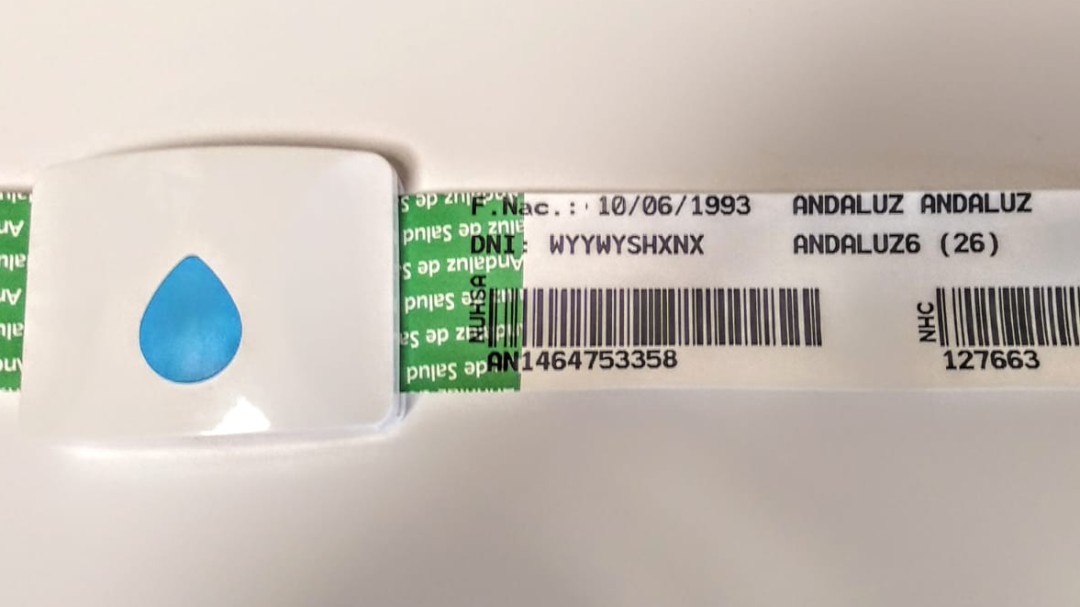 F.Nac.: 10/06/1993 ANDALUZ ANDALUZ
DNI: WYYWYSHXNX ANDALUZ6 (26)
NUHSA
NHC
AN1464753358
127663
Andaluz de Salud
Andaluz de Salud